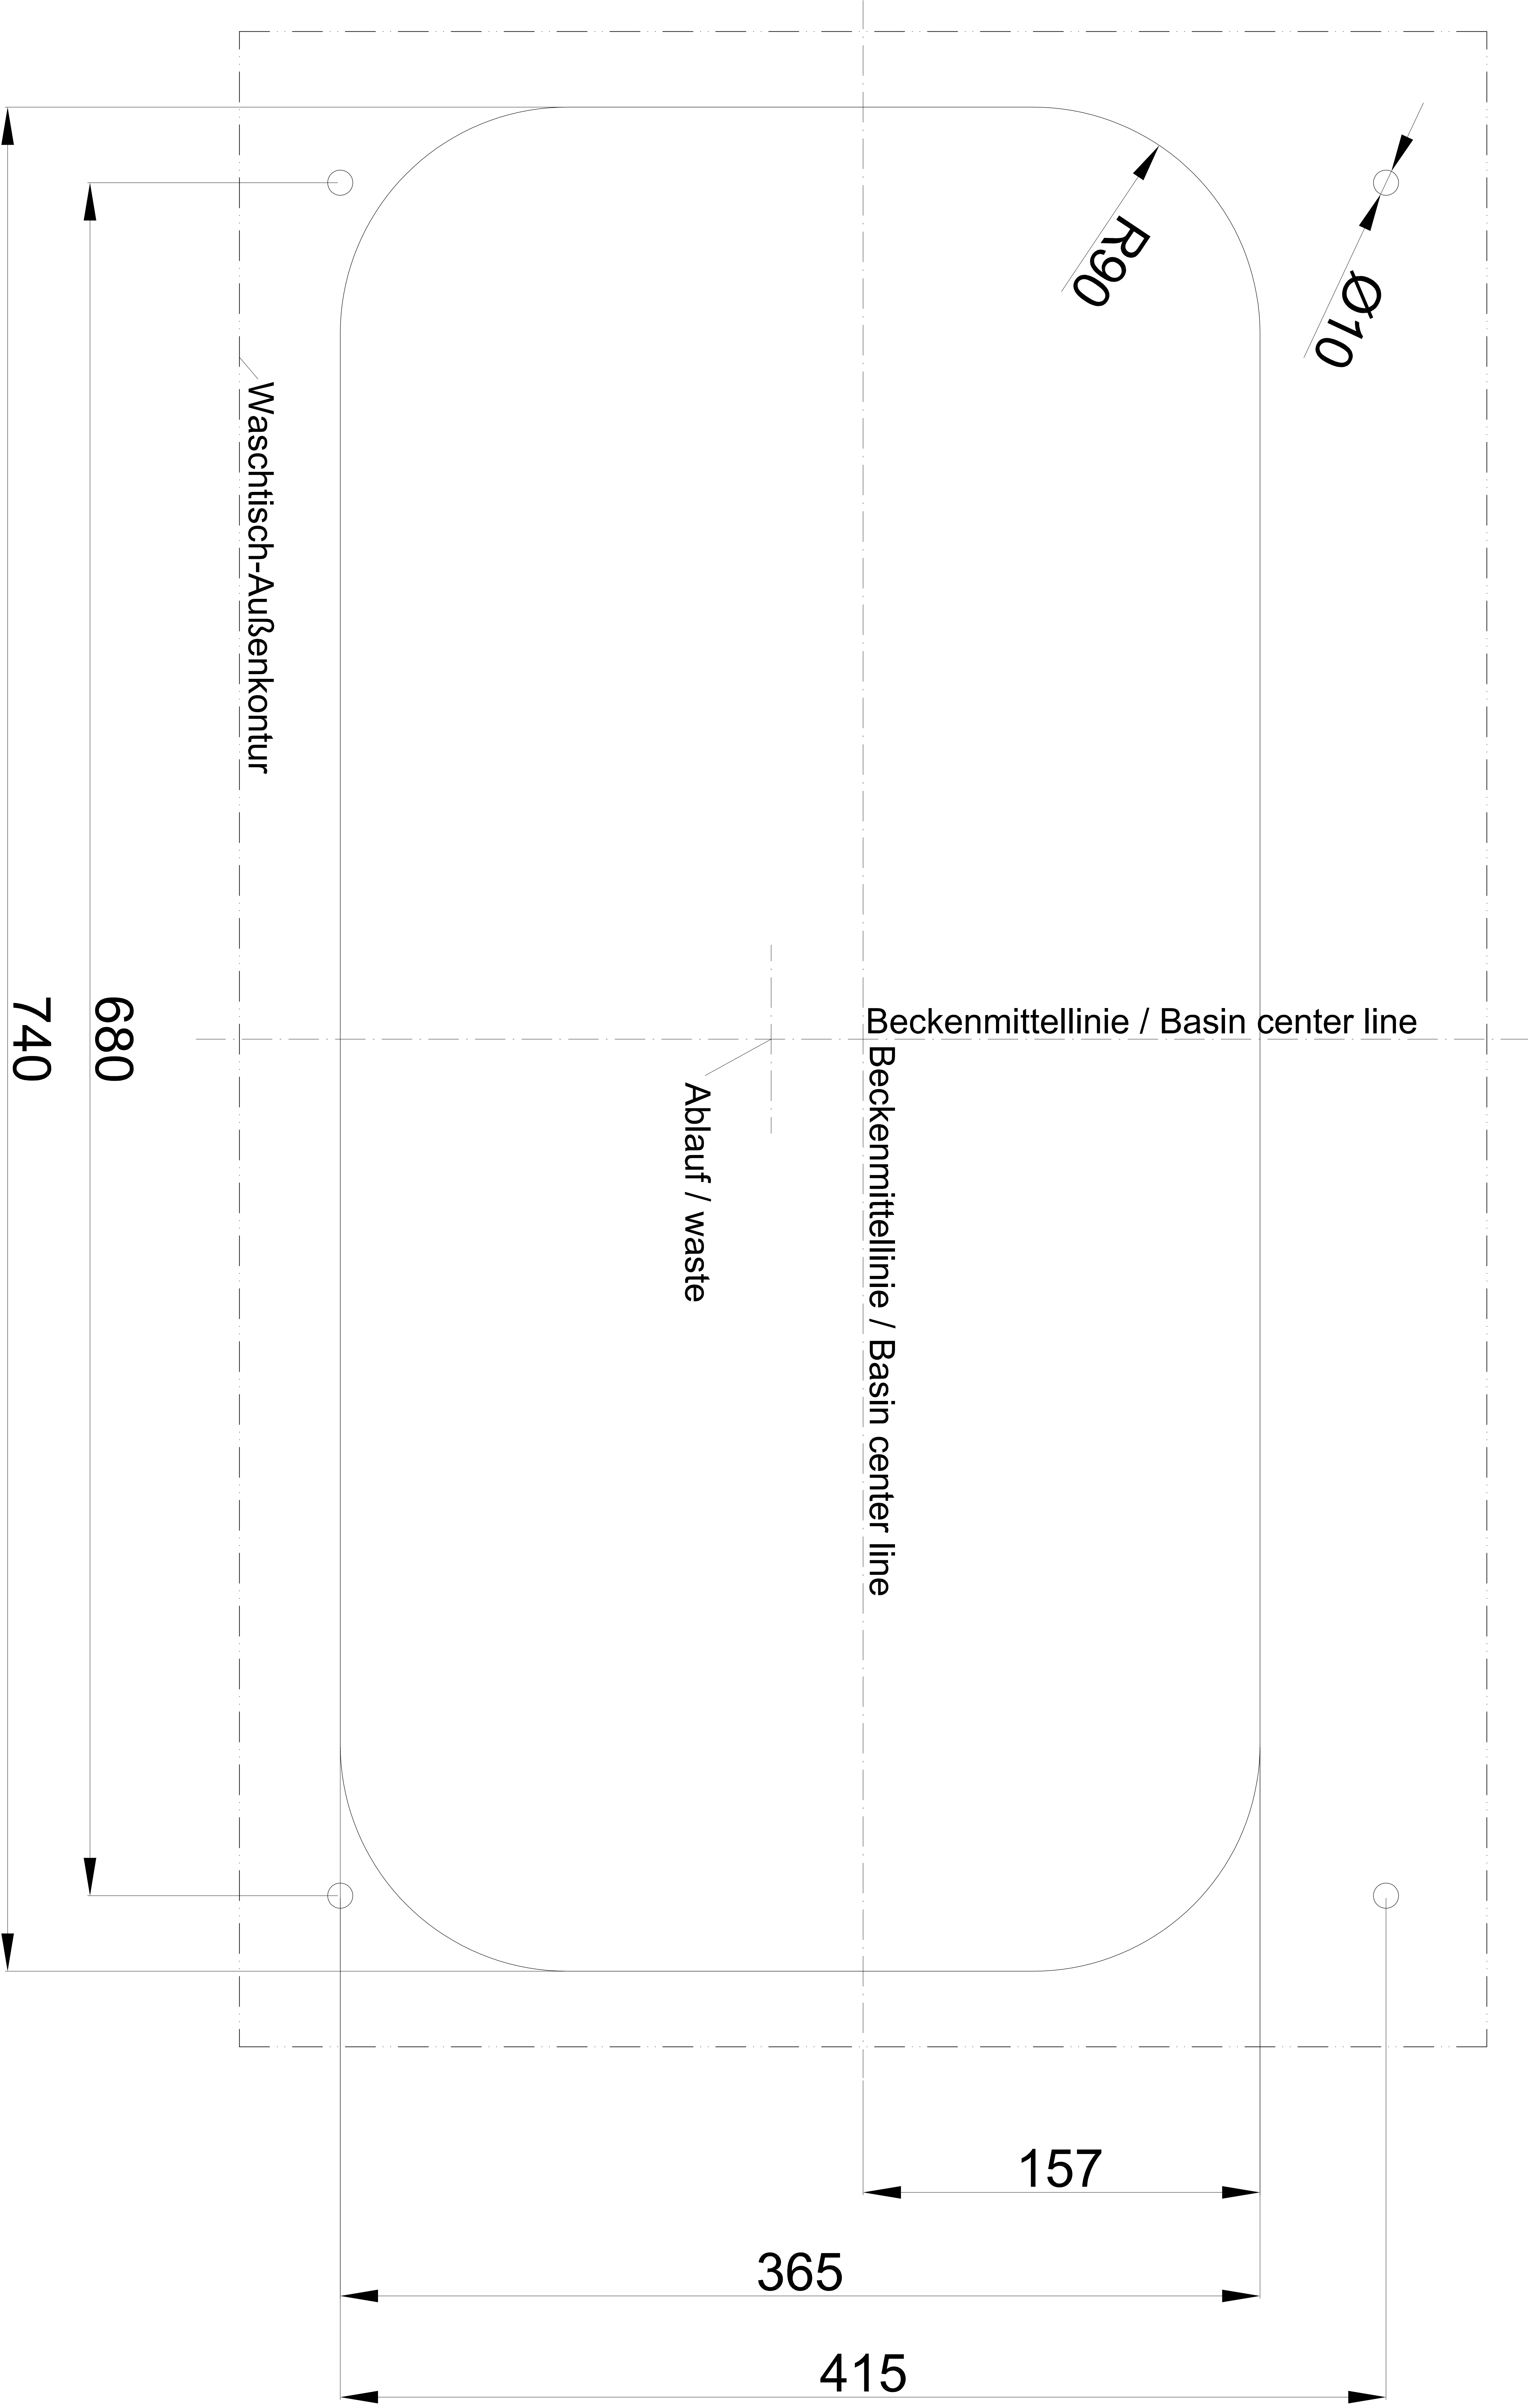 Ø10
R90
Waschtisch-Außenkontur
Beckenmittellinie / Basin center line
Beckenmittellinie / Basin center line
Ablauf / waste
680
740
157
365
415